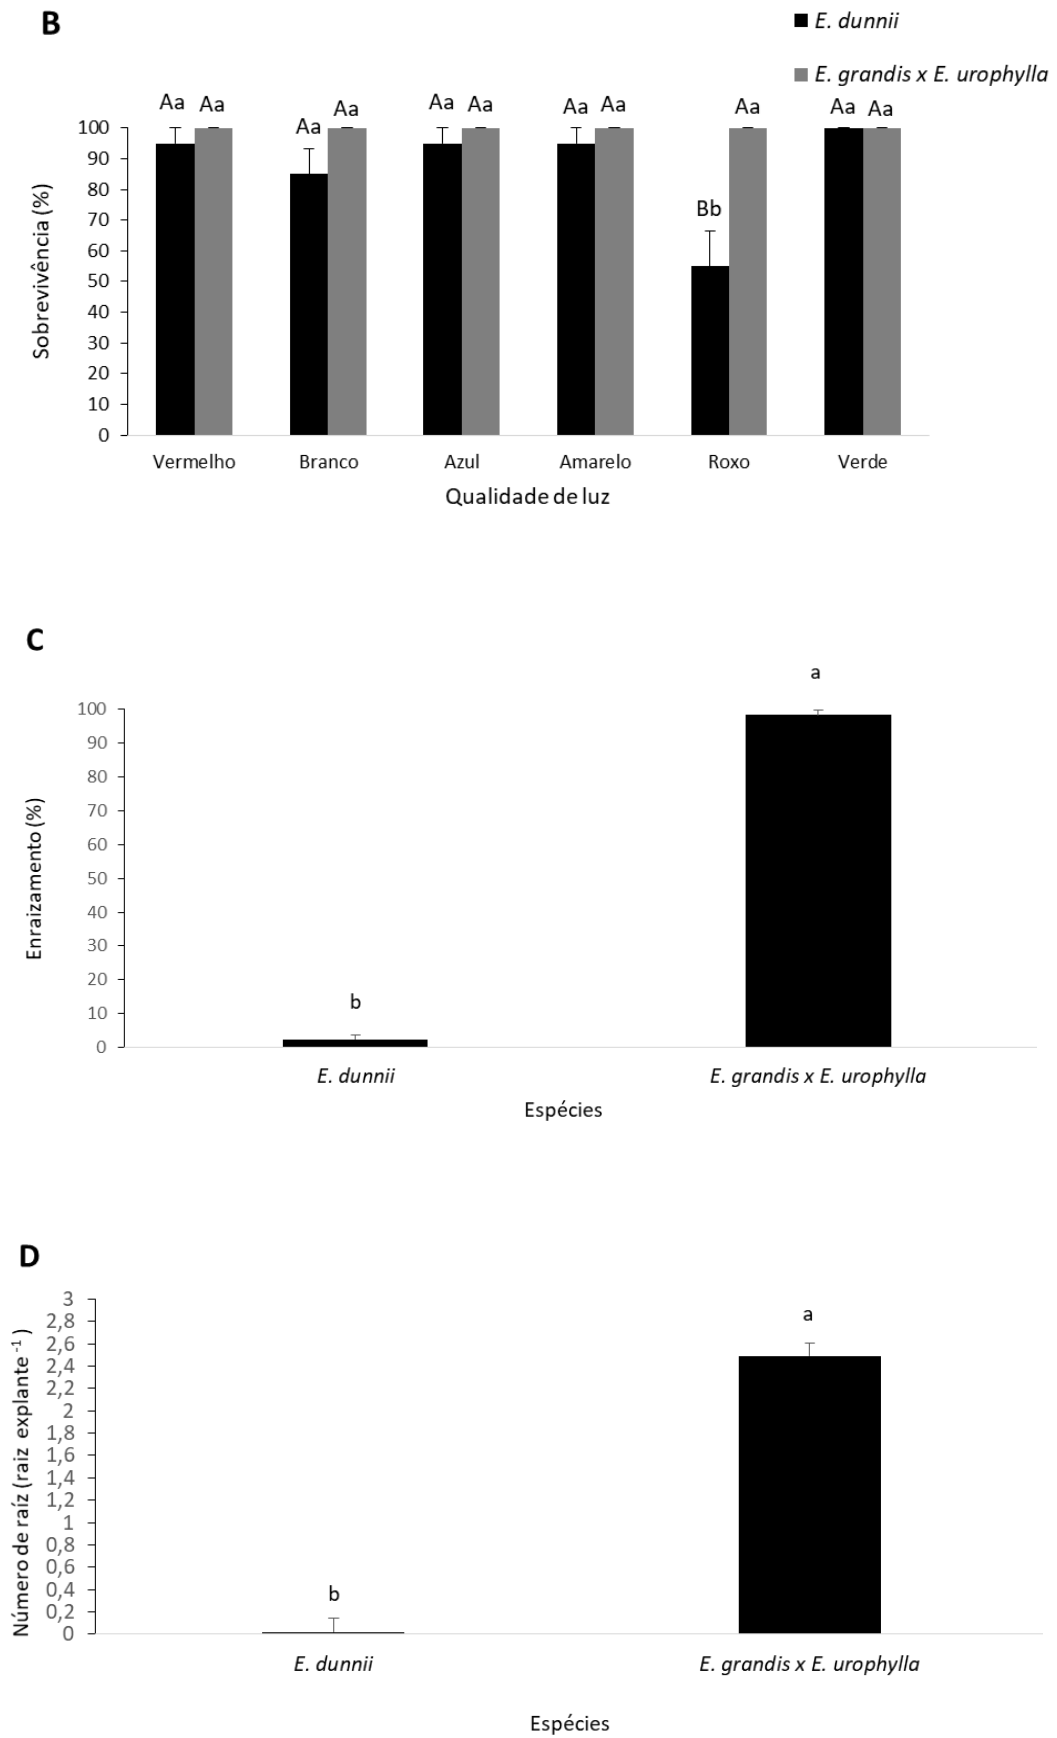 B
E. dunnii
E. grandis x E. urophylla
Aa Aa Aa Aa Aa Aa Aa Aa Bb Aa Aa Aa
100
90
80
70
60
50
40
30
20
10
0
Sobrevivência (%)
Vermelho Branco Azul Amarelo Roxo Verde
Qualidade de luz
C
a
b
100
90
80
70
60
50
40
30
20
10
0
Enraizamento (%)
E. dunnii E. grandis x E. urophylla
Espécies
D
a
b
3
2,8
2,6
2,4
2,2
2
1,8
1,6
1,4
1,2
1
0,8
0,6
0,4
0,2
0
Número de raíz (raiz explante⁻¹ )
E. dunnii E. grandis x E. urophylla
Espécies